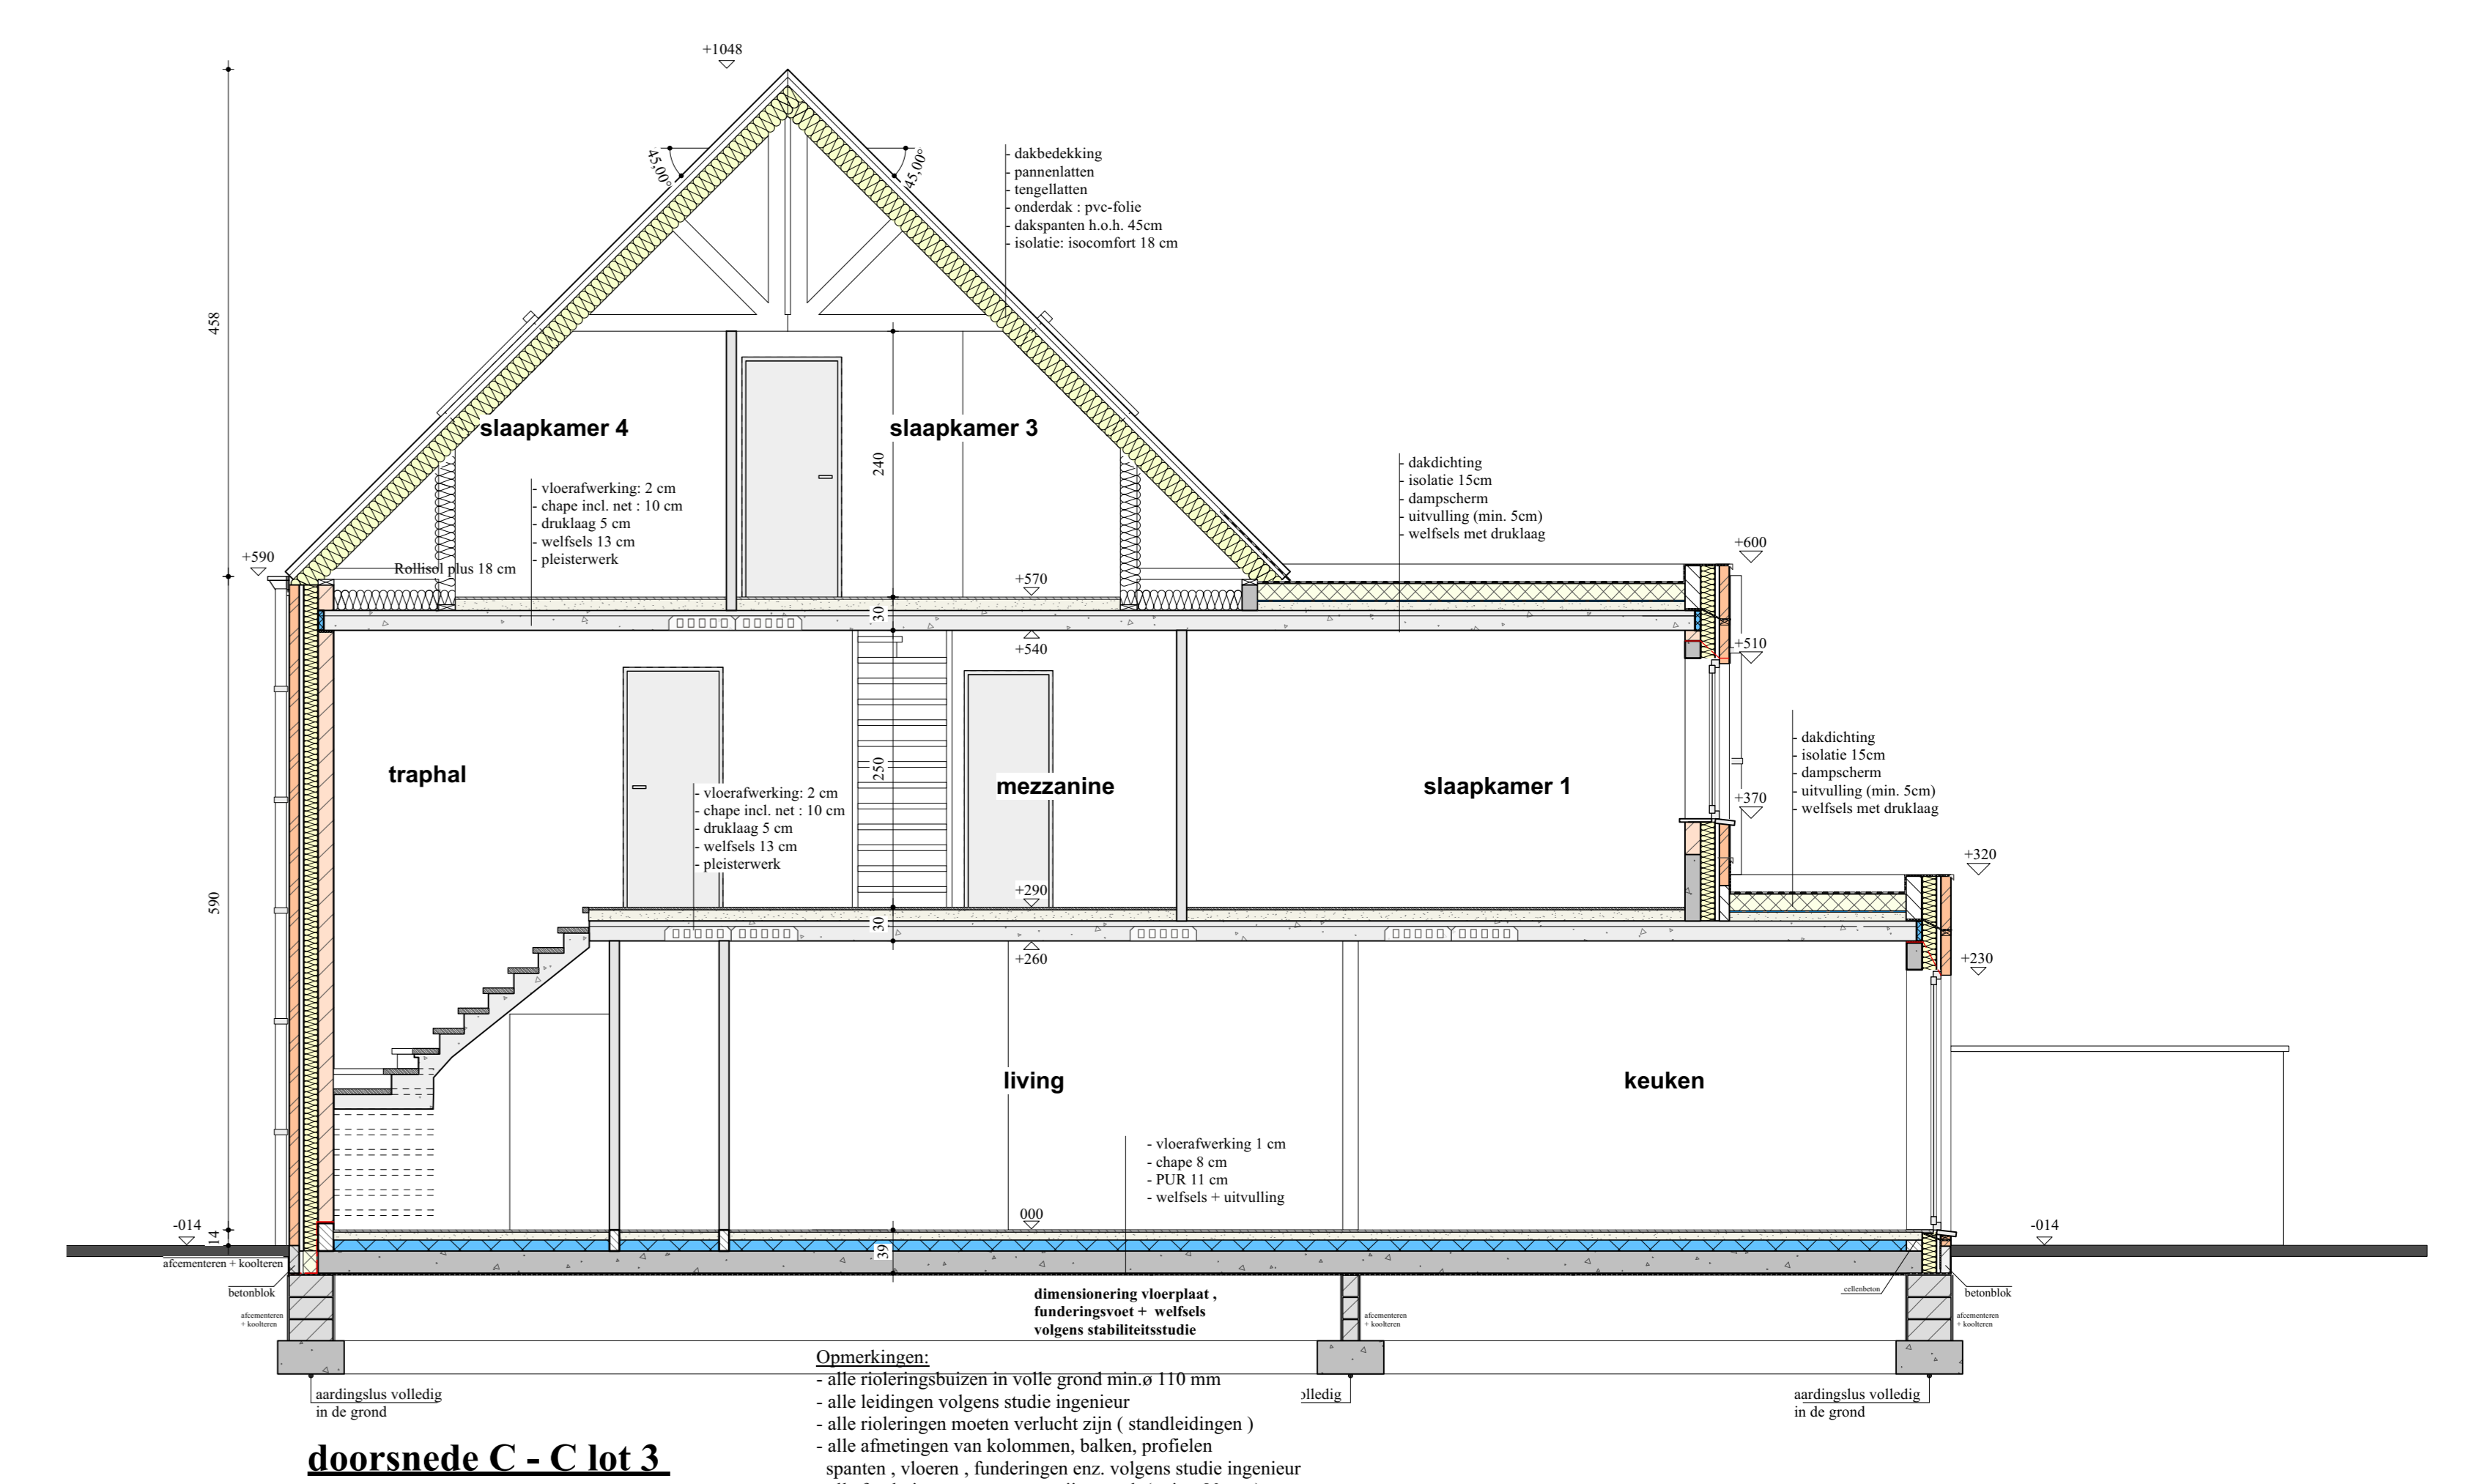 +1048
45,00°
45,00°
- dakbedekking
- pannenlatten
- tengellatten
- onderdak : pvc-folie
- dakspanten h.o.h. 45cm
- isolatie: isocomfort 18 cm
458
slaapkamer 4
slaapkamer 3
240
- vloerafwerking: 2 cm
- chape incl. net : 10 cm
- druklaag 5 cm
- welfsels 13 cm
- pleisterwerk
- dakdichting
- isolatie 15cm
- dampscherm
- uitvulling (min. 5cm)
- welfsels met druklaag
+590
Rollisol plus 18 cm
+570
+600
30
+540
+510
traphal
250
mezzanine
slaapkamer 1
- vloerafwerking: 2 cm
- chape incl. net : 10 cm
- druklaag 5 cm
- welfsels 13 cm
- pleisterwerk
+370
- dakdichting
- isolatie 15cm
- dampscherm
- uitvulling (min. 5cm)
- welfsels met druklaag
+320
590
+290
30
+260
+230
living
keuken
- vloerafwerking 1 cm
- chape 8 cm
- PUR 11 cm
- welfsels + uitvulling
-014
14
000
39
-014
afcementeren + koolteren
betonblok
afcementeren
+ koolteren
dimensionering vloerplaat ,
funderingsvoet + welfsels
volgens stabiliteitsstudie
afcementeren
+ koolteren
cellenbeton
betonblok
afcementeren
+ koolteren
aardingslus volledig
in de grond
olledig
aardingslus volledig
in de grond
Opmerkingen:
- alle rioleringsbuizen in volle grond min.ø 110 mm
- alle leidingen volgens studie ingenieur
- alle rioleringen moeten verlucht zijn ( standleidingen )
- alle afmetingen van kolommen, balken, profielen
spanten , vloeren , funderingen enz. volgens studie ingenieur
doorsnede C - C lot 3